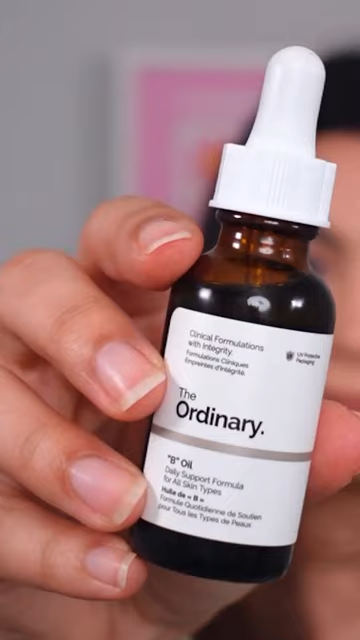 Clinical Formulations
with Integrity.
Formulations Cliniques
Empreintes d'Intégrité.
UV Protective
Packaging
The
Ordinary.
"B" Oil
Daily Support Formula
for All Skin Types
Huile de « B »
Formule Quotidienne de Soutien
pour Tous les Types de Peaux